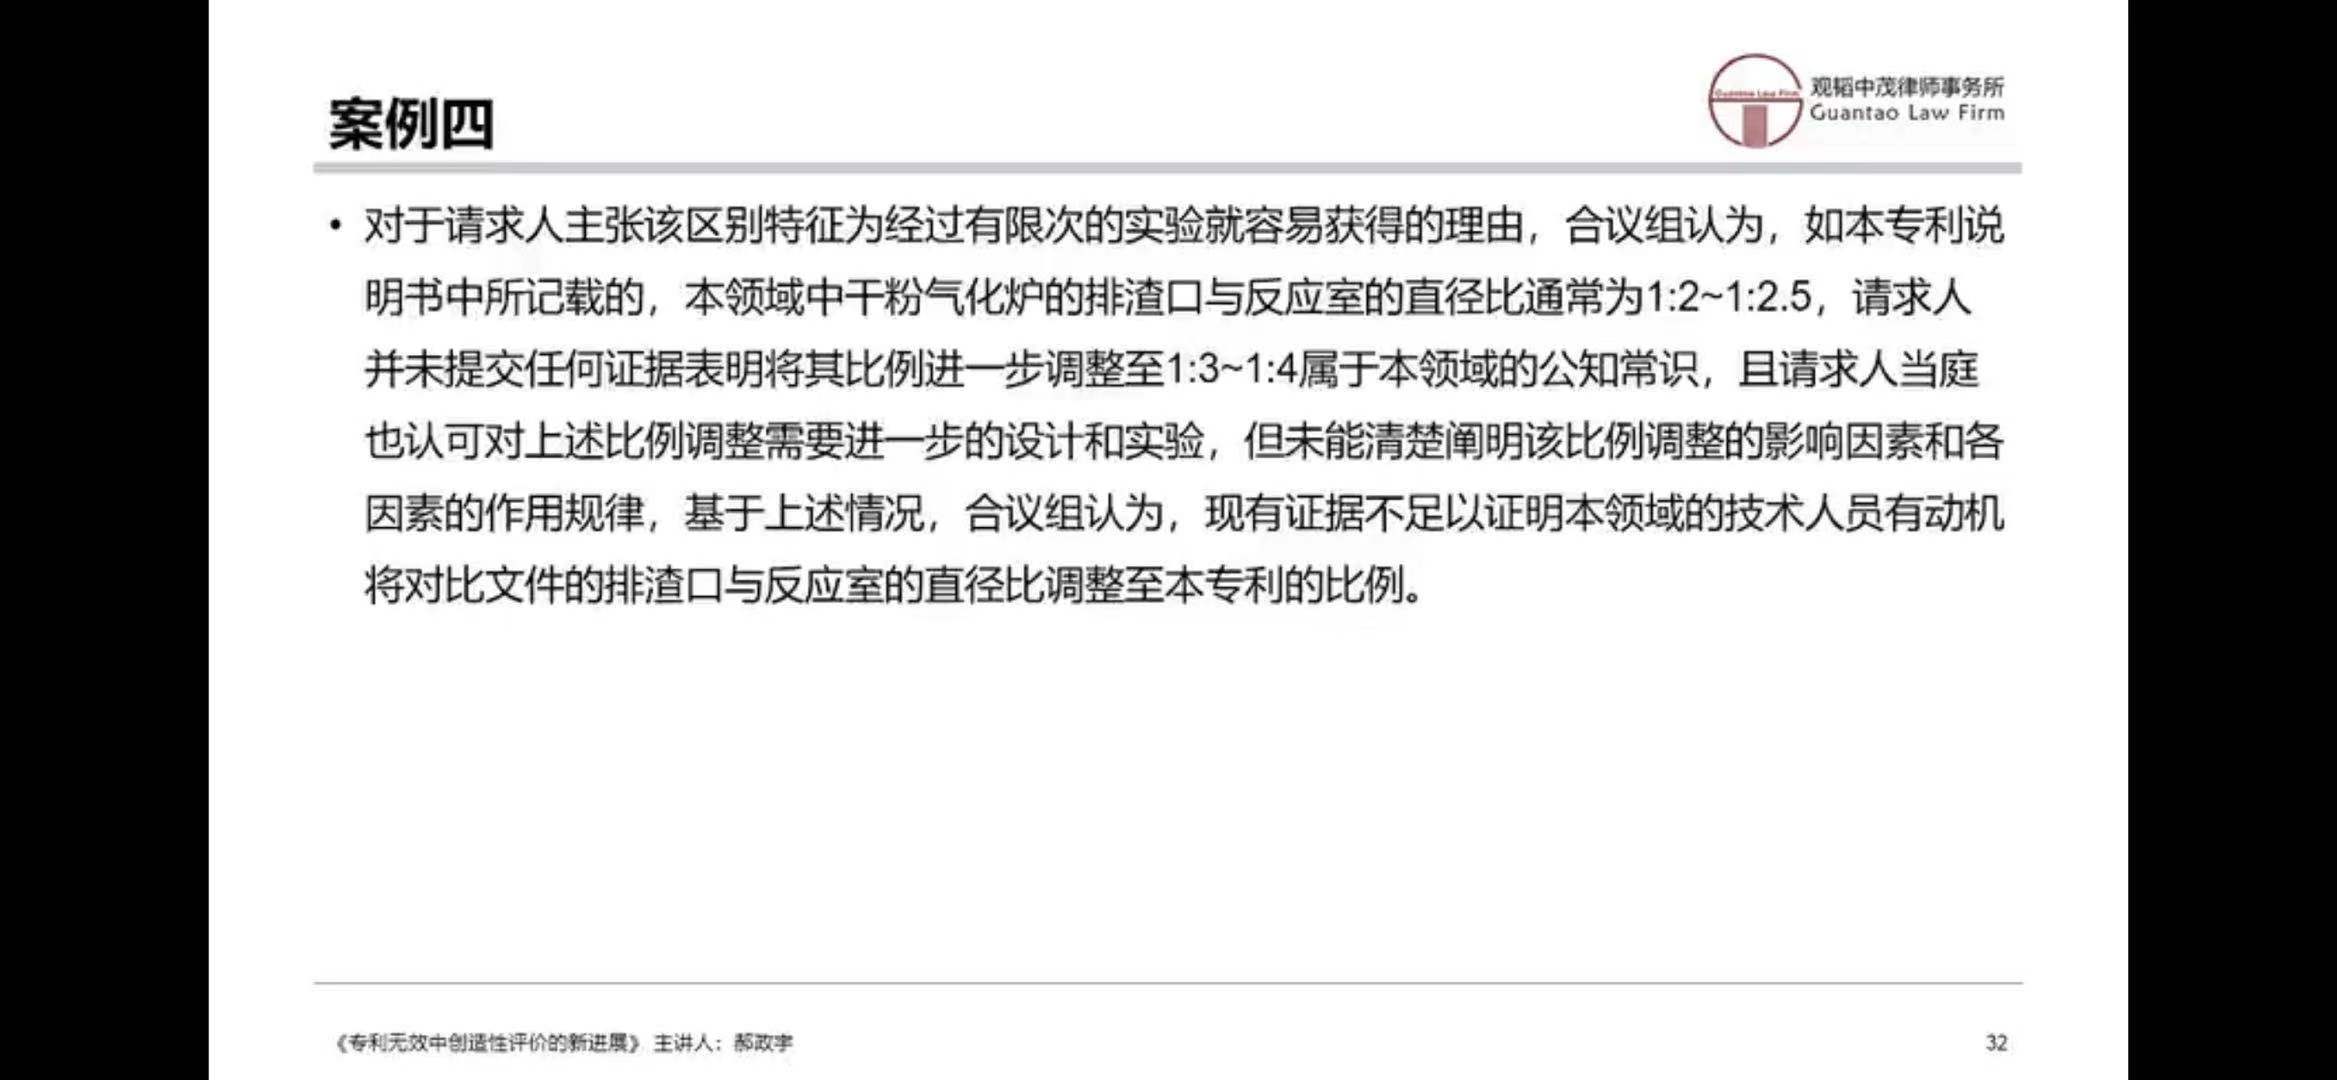 案例四
Guantao Law Firm
观韬中茂律师事务所
Guantao Law Firm
• 对于请求人主张该区别特征为经过有限次的实验就容易获得的理由，合议组认为，如本专利说
明书中所记载的，本领域中干粉气化炉的排渣口与反应室的直径比通常为1:2~1:2.5，请求人
并未提交任何证据表明将其比例进一步调整至1:3~1:4属于本领域的公知常识，且请求人当庭
也认可对上述比例调整需要进一步的设计和实验，但未能清楚阐明该比例调整的影响因素和各
因素的作用规律，基于上述情况，合议组认为，现有证据不足以证明本领域的技术人员有动机
将对比文件的排渣口与反应室的直径比调整至本专利的比例。
《专利无效中创造性评价的新进展》 主讲人：郝政宇
32